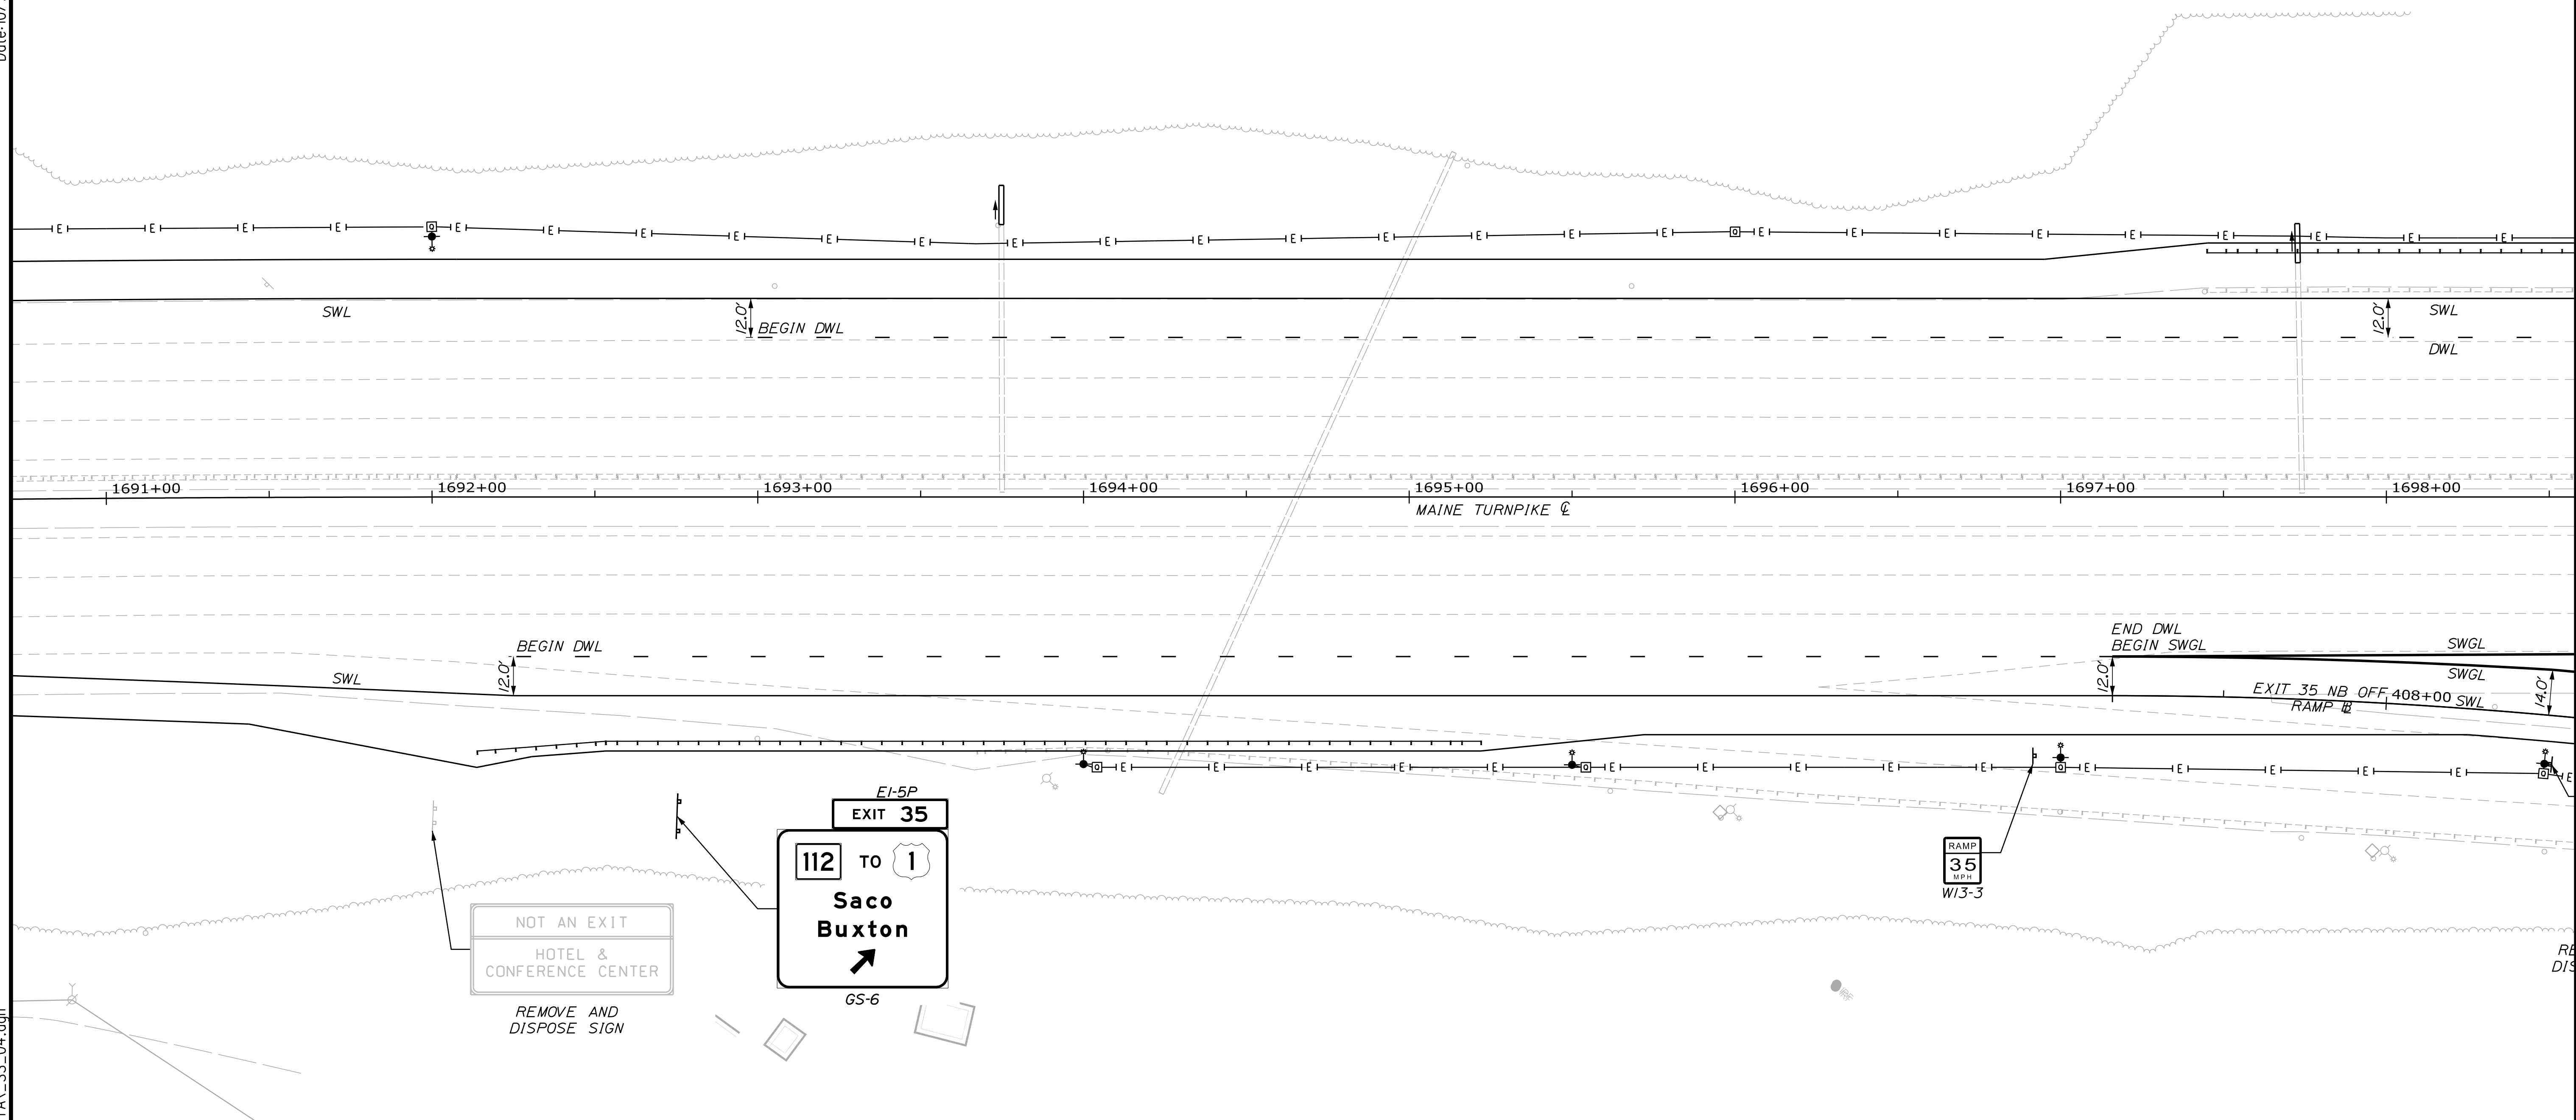 SWL
12.0'
BEGIN DWL
12.0'
SWL
DWL
1691+00
1692+00
1693+00
1694+00
1695+00
1696+00
1697+00
1698+00
MAINE TURNPIKE ℄
BEGIN DWL
12.0'
SWL
END DWL
BEGIN SWGL
12.0'
SWGL
SWGL
EXIT 35 NB OFF
RAMP
408+00
SWL
14.0'
E1-5P
EXIT 35
112 TO 1
Saco
Buxton
GS-6
NOT AN EXIT
HOTEL &
CONFERENCE CENTER
REMOVE AND
DISPOSE SIGN
RAMP
35
MPH
W13-3
E E E E E E E E E E E E E E E E E E E E E E E E E E E
E E E E E E E E E E E E E E E E